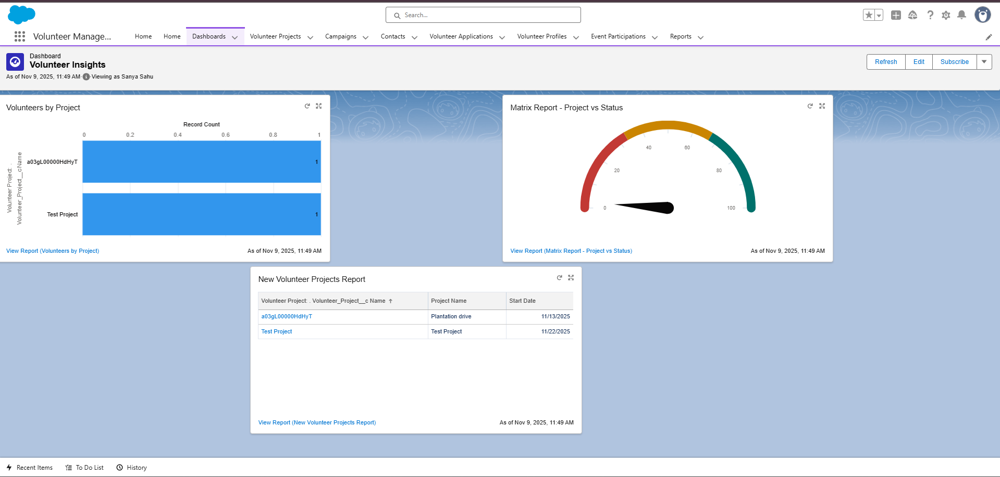 Search...
Volunteer Manage...
Home
Home
Dashboards
Volunteer Projects
Campaigns
Contacts
Volunteer Applications
Volunteer Profiles
Event Participations
Reports
Dashboard
Volunteer Insights
As of Nov 9, 2025, 11:49 AM·Viewing as Sanya Sahu
Refresh
Edit
Subscribe
Volunteers by Project
Record Count
0 0.2 0.4 0.6 0.8 1
Volunteer Project: .
Volunteer_Project__c Name
a03gL00000HdHyT
1
Test Project
1
View Report (Volunteers by Project)
As of Nov 9, 2025, 11:49 AM
Matrix Report - Project vs Status
0
20
40
60
80
100
View Report (Matrix Report - Project vs Status)
As of Nov 9, 2025, 11:49 AM
New Volunteer Projects Report
Volunteer Project: . Volunteer_Project__c Name ↑ Project Name Start Date
a03gL00000HdHyT Plantation drive 11/13/2025
Test Project Test Project 11/22/2025
View Report (New Volunteer Projects Report)
As of Nov 9, 2025, 11:49 AM
Recent Items
To Do List
History